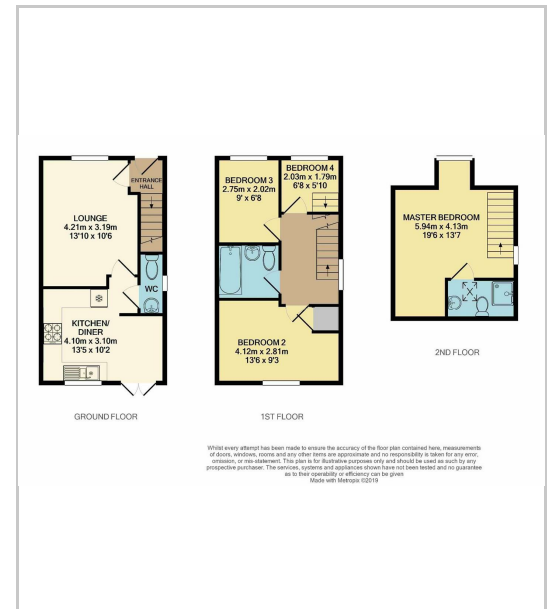 ENTRANCE
HALL
LOUNGE
4.21m x 3.19m
13'10 x 10'6
WC
KITCHEN/
DINER
4.10m x 3.10m
13'5 x 10'2
GROUND FLOOR
BEDROOM 3
2.75m x 2.02m
9' x 6'8
BEDROOM 4
2.03m x 1.79m
6'8 x 5'10
BEDROOM 2
4.12m x 2.81m
13'6 x 9'3
1ST FLOOR
MASTER BEDROOM
5.94m x 4.13m
19'6 x 13'7
2ND FLOOR
Whilst every attempt has been made to ensure the accuracy of the floor plan contained here, measurements
of doors, windows, rooms and any other items are approximate and no responsibility is taken for any error,
omission, or mis-statement. This plan is for illustrative purposes only and should be used as such by any
prospective purchaser. The services, systems and appliances shown have not been tested and no guarantee
as to their operability or efficiency can be given
Made with Metropix ©2019